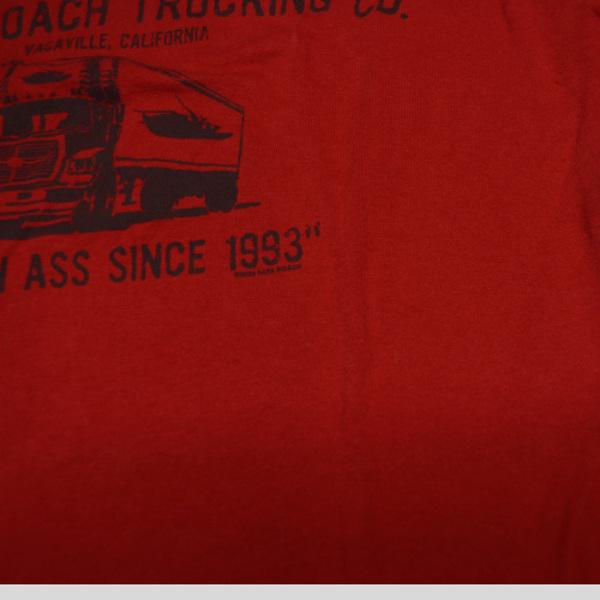 OACH TRUCKING CO.
VACAVILLE, CALIFORNIA
ASS SINCE 1993"